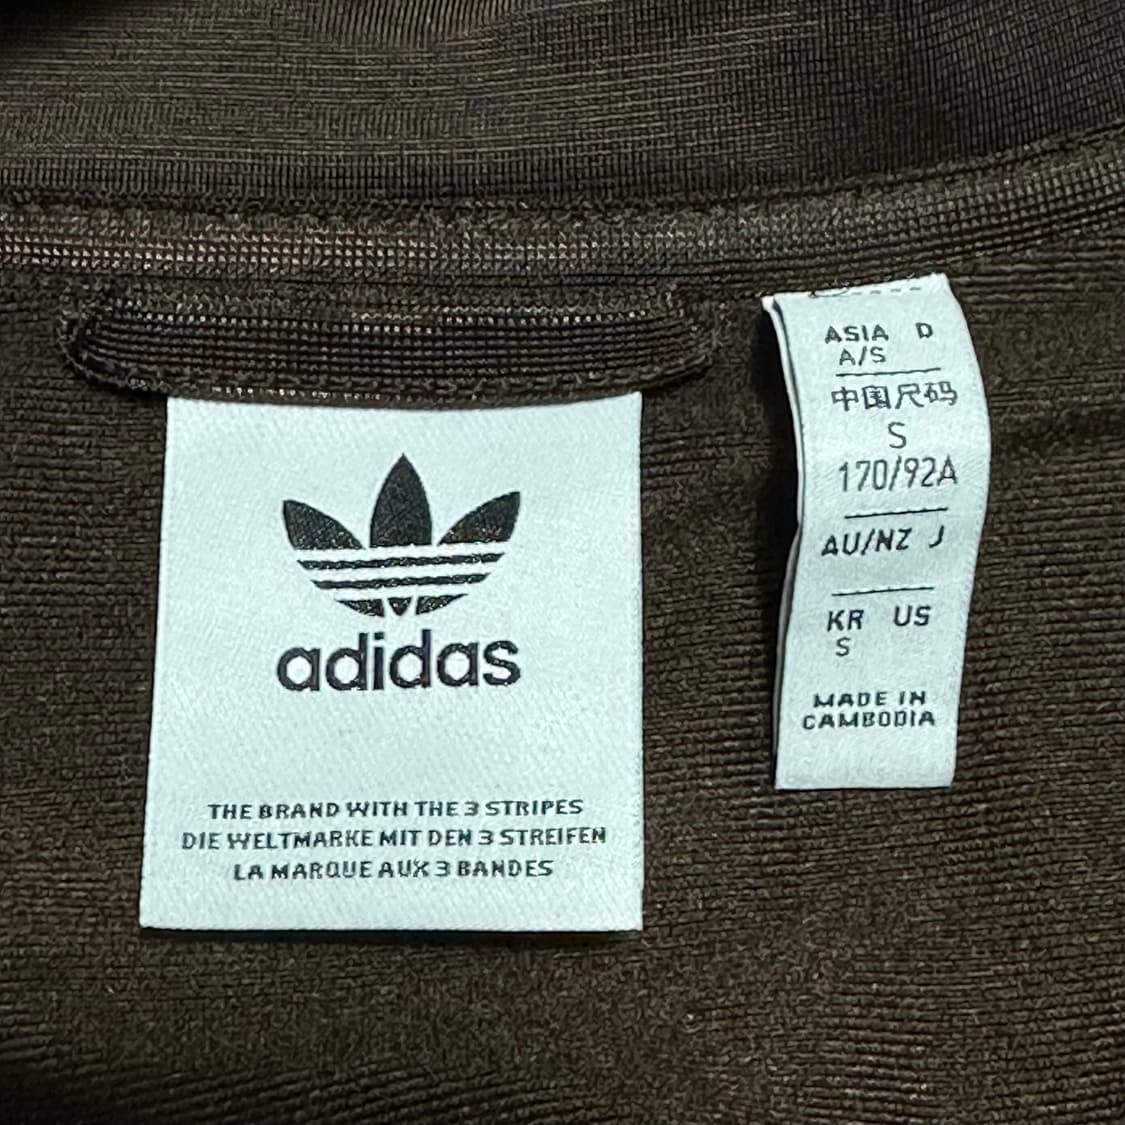 adidas
THE BRAND WITH THE 3 STRIPES
DIE WELTMARKE MIT DEN 3 STREIFEN
LA MARQUE AUX 3 BANDES
ASIA D
A/S
中国尺码
S
170/92A
AU/NZ J
KR US
S
MADE IN
CAMBODIA